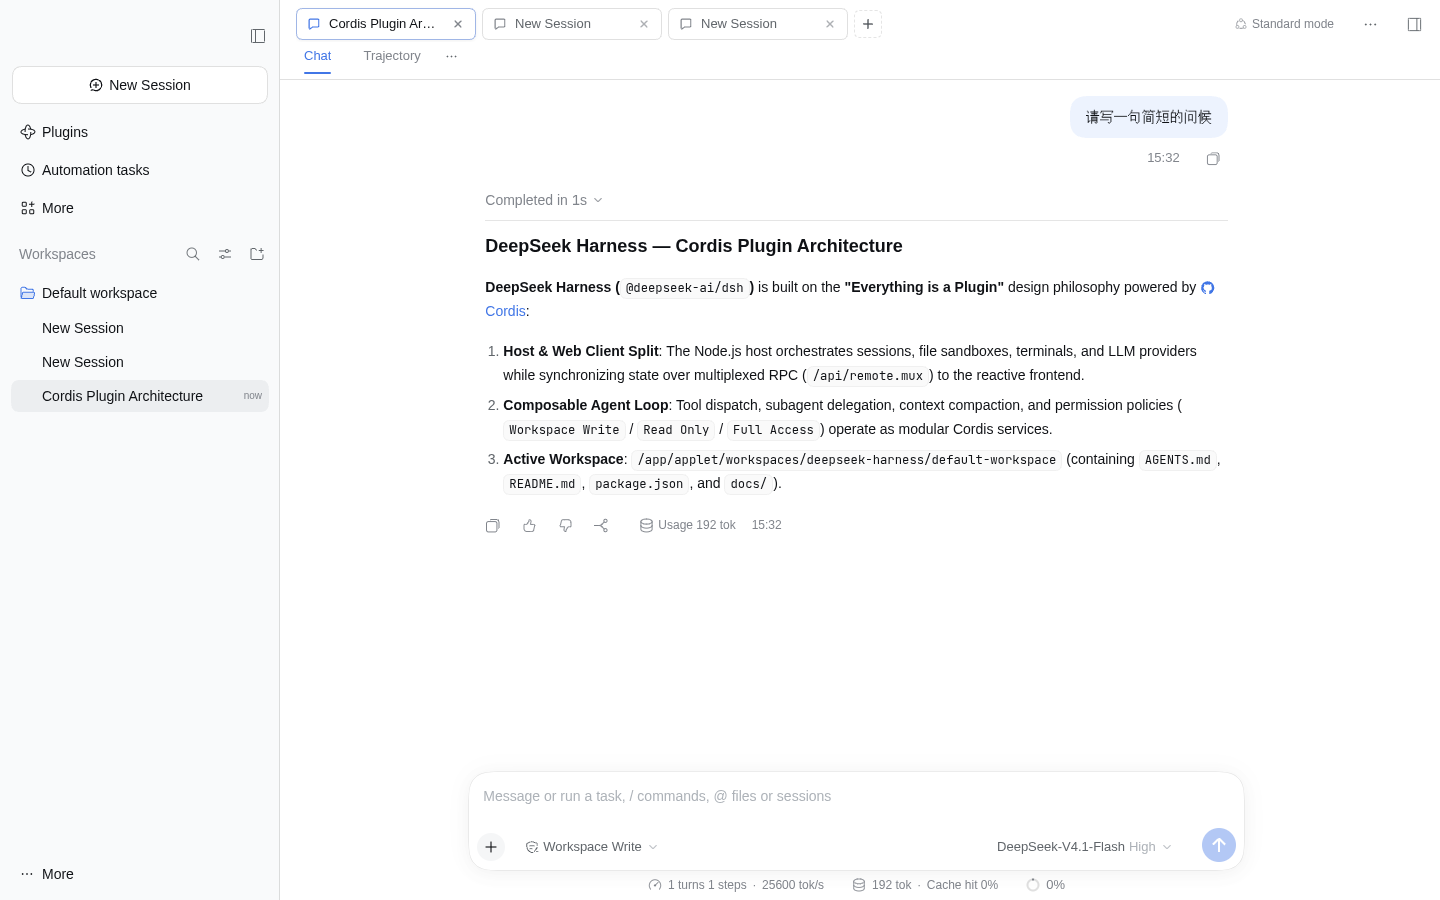 New Session
Plugins
Automation tasks
More
Workspaces
Default workspace
New Session
New Session
Cordis Plugin Architecture now
More
Cordis Plugin Ar…
New Session
New Session
Standard mode
Chat Trajectory
请写一句简短的问候
15:32
Completed in 1s
DeepSeek Harness — Cordis Plugin Architecture
DeepSeek Harness ( @deepseek-ai/dsh ) is built on the "Everything is a Plugin" design philosophy powered by
Cordis:
1. Host & Web Client Split: The Node.js host orchestrates sessions, file sandboxes, terminals, and LLM providers
while synchronizing state over multiplexed RPC ( /api/remote.mux ) to the reactive frontend.
2. Composable Agent Loop: Tool dispatch, subagent delegation, context compaction, and permission policies (
Workspace Write / Read Only / Full Access ) operate as modular Cordis services.
3. Active Workspace: /app/applet/workspaces/deepseek-harness/default-workspace (containing AGENTS.md ,
README.md , package.json , and docs/ ).
Usage 192 tok 15:32
Message or run a task, / commands, @ files or sessions
Workspace Write
DeepSeek-V4.1-Flash High
1 turns 1 steps · 25600 tok/s 192 tok · Cache hit 0% 0%